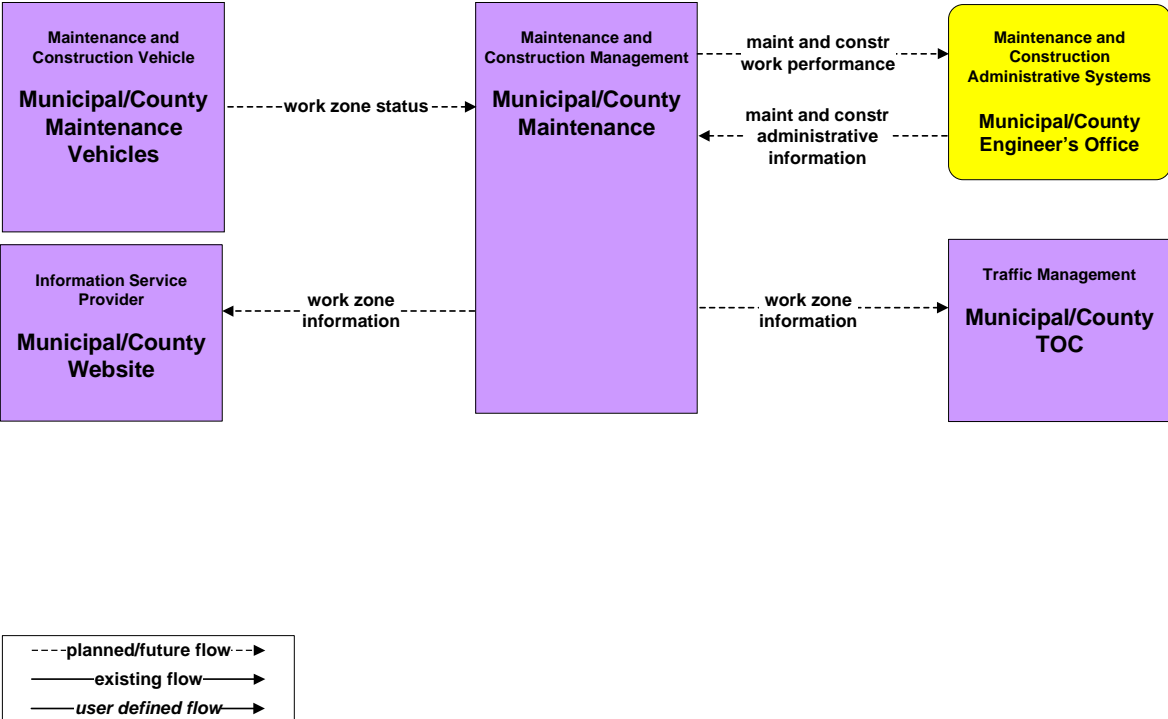 Maintenance and
Construction Vehicle
Municipal/County
Maintenance
Vehicles
work zone status
Maintenance and
Construction Management
Municipal/County
Maintenance
maint and constr
work performance
maint and constr
administrative
information
Maintenance and
Construction
Administrative Systems
Municipal/County
Engineer's Office
Information Service
Provider
Municipal/County
Website
work zone
information
work zone
information
Traffic Management
Municipal/County
TOC
planned/future flow
existing flow
user defined flow